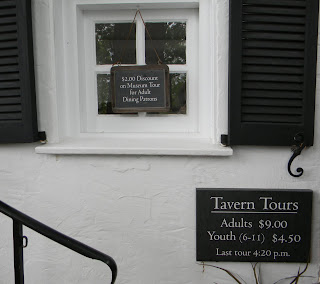 $2.00 Discount
on Museum Tour
for Adult
Dining Patrons
Tavern Tours
Adults $9.00
Youth (6-11) $4.50
Last tour 4:20 p.m.